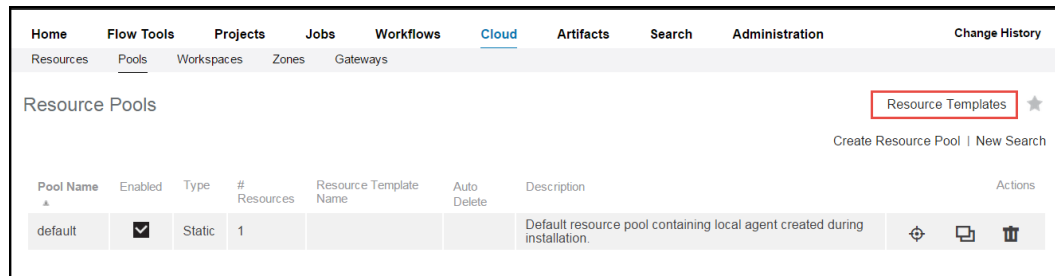 Home Flow Tools Projects Jobs Workflows Cloud Artifacts Search Administration Change History
Resources Pools Workspaces Zones Gateways
Resource Pools
Resource Templates
Create Resource Pool | New Search
Pool Name Enabled Type # Resources Resource Template Name Auto Delete Description Actions
default Static 1 Default resource pool containing local agent created during
installation.